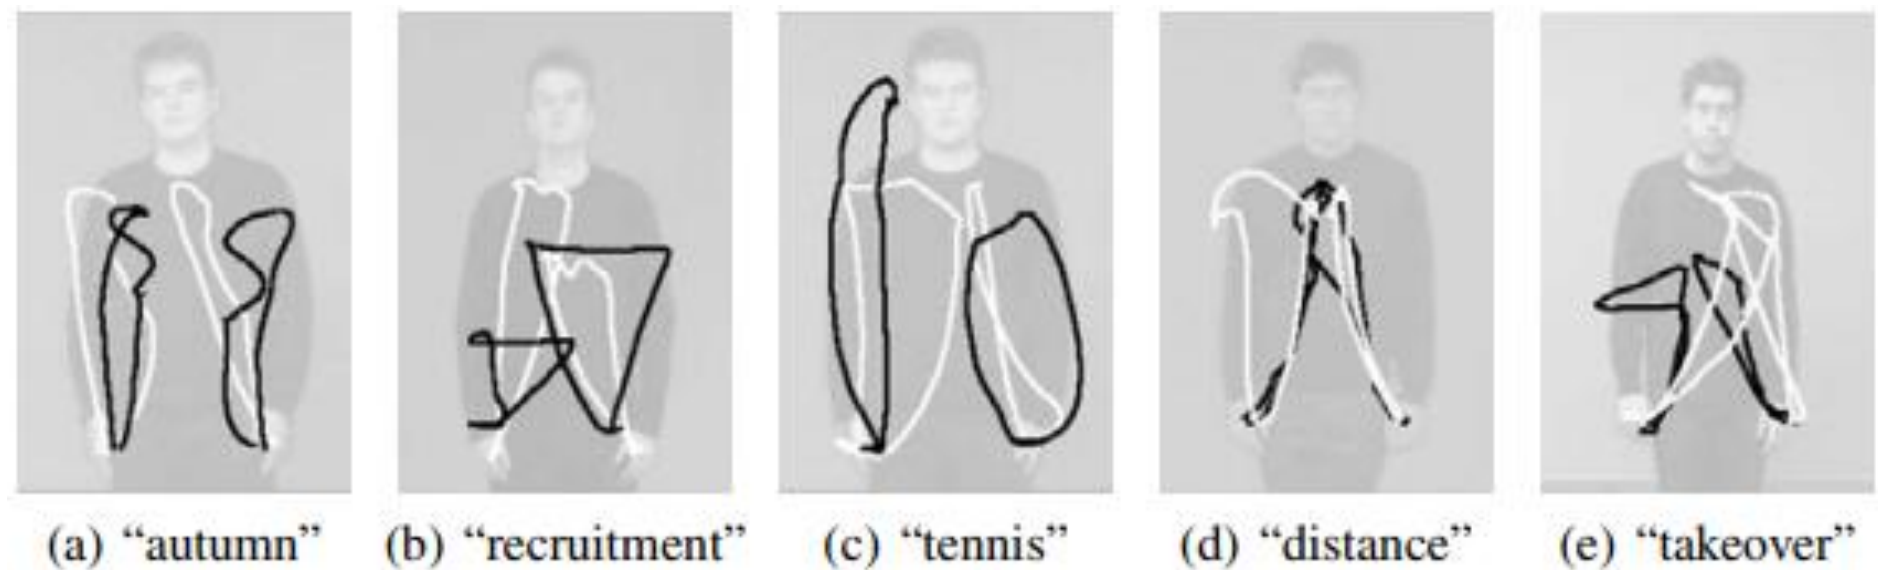 (a) “autumn” (b) “recruitment” (c) “tennis” (d) “distance” (e) “takeover”